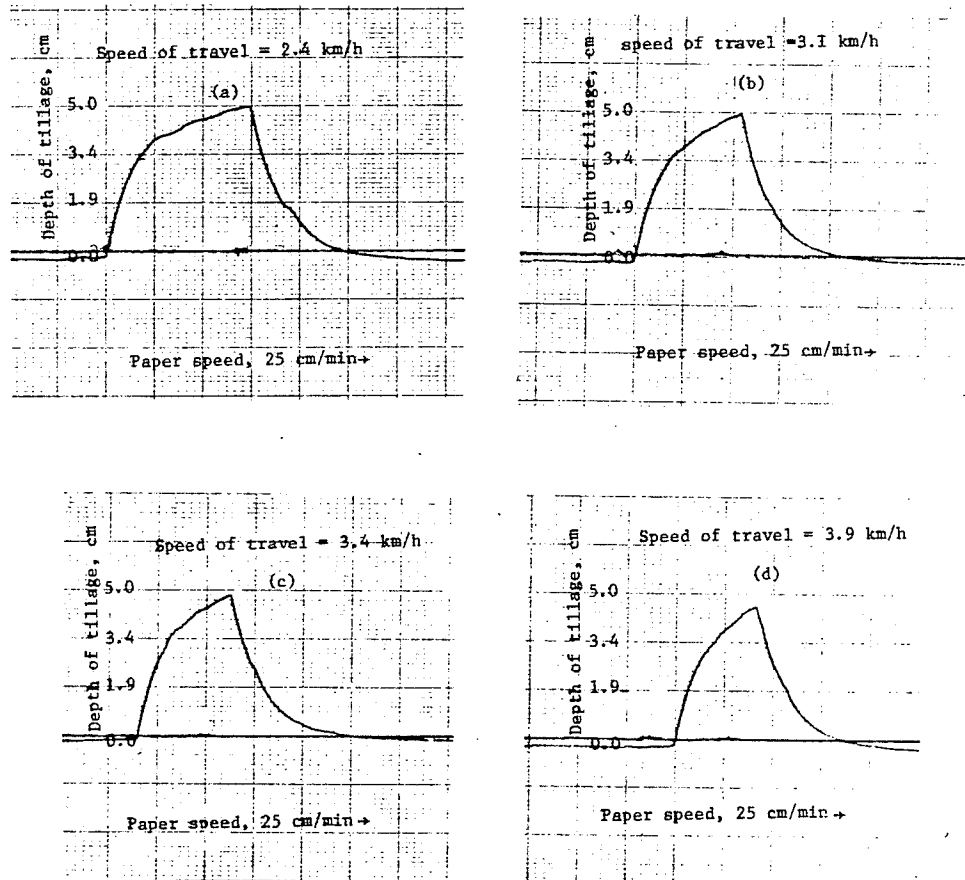 Speed of travel = 2.4 km/h
(a)
Depth of tillage, cm
5.0
3.4
1.9
0.0
Paper speed, 25 cm/min→
speed of travel =3.1 km/h
(b)
Depth of tillage, cm
5.0
3.4
1.9
0.0
Paper speed, 25 cm/min→
Speed of travel = 3.4 km/h
(c)
Depth of tillage, cm
5.0
3.4
1.9
0.0
Paper speed, 25 cm/min→
Speed of travel = 3.9 km/h
(d)
Depth of tillage, cm
5.0
3.4
1.9
0.0
Paper speed, 25 cm/min→